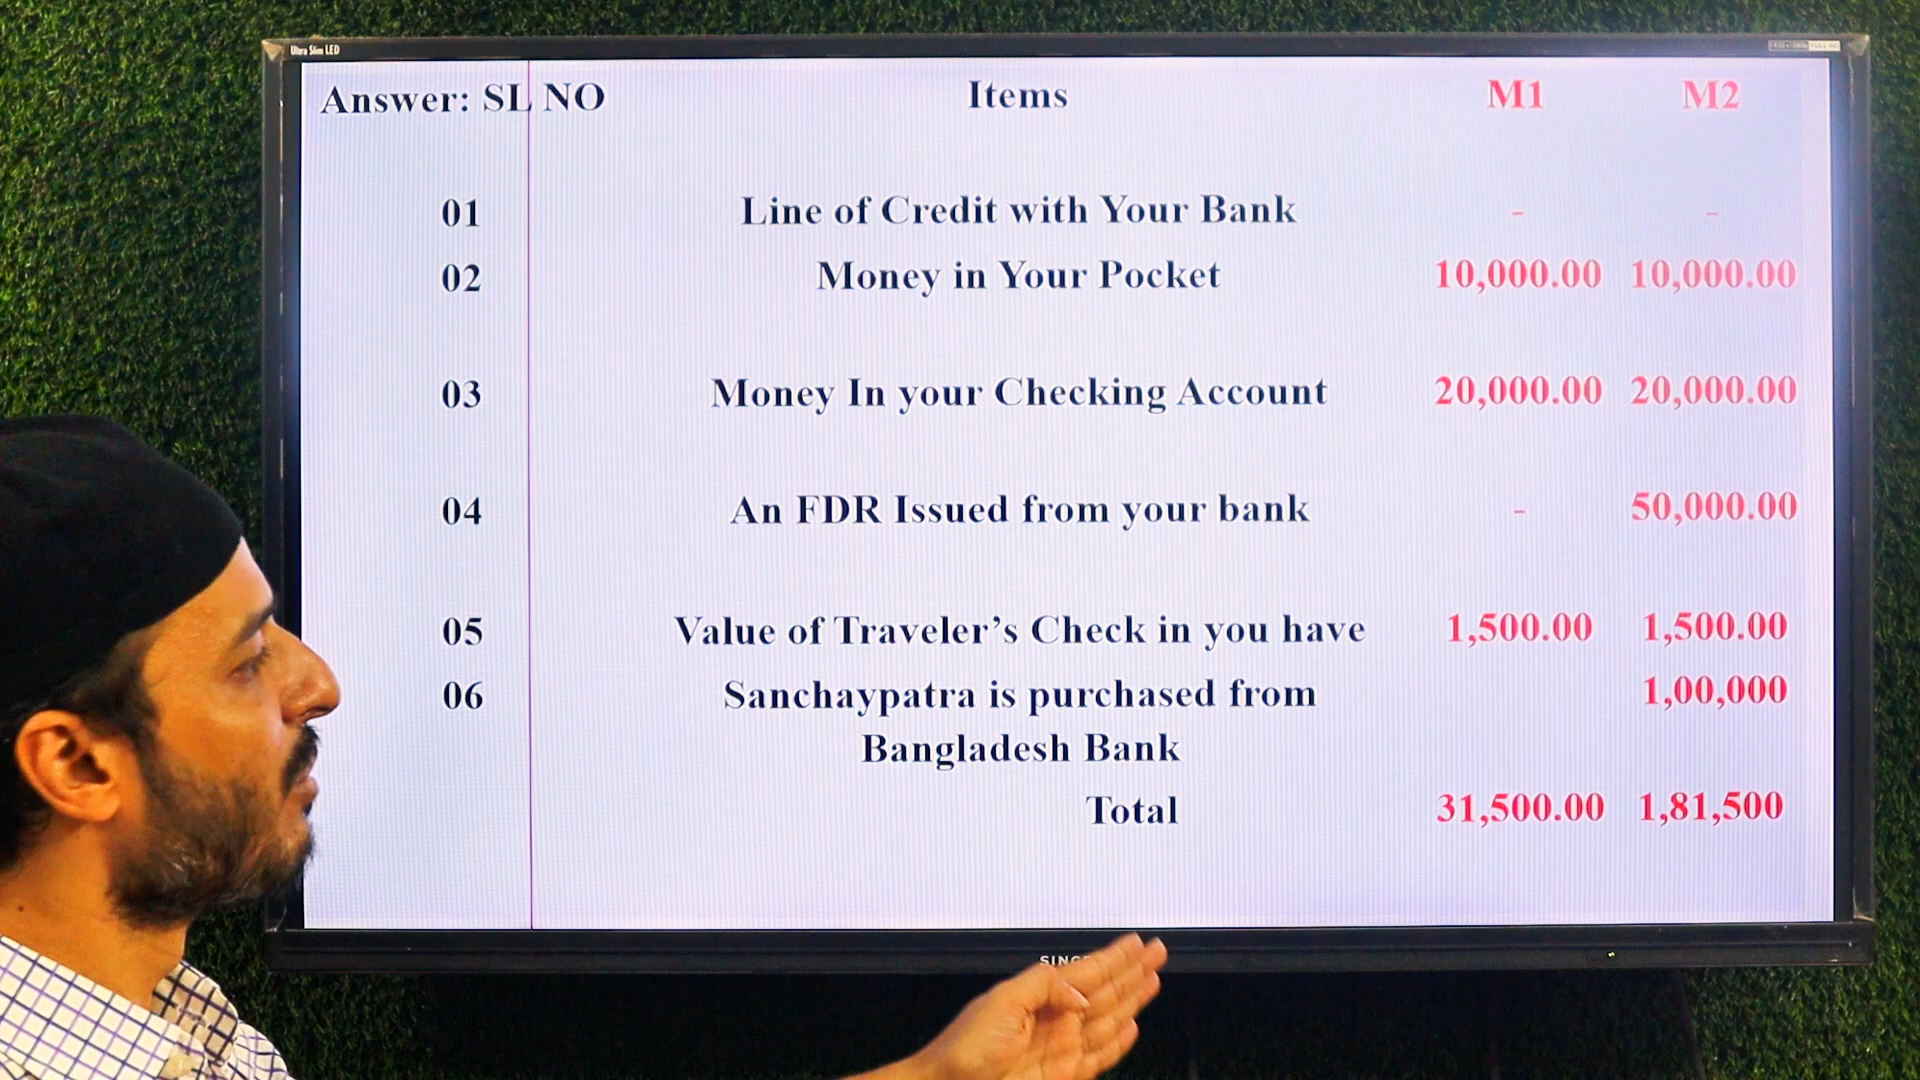 Ultra Slim LED
Answer: SL NO Items M1 M2
01 Line of Credit with Your Bank - -
02 Money in Your Pocket 10,000.00 10,000.00
03 Money In your Checking Account 20,000.00 20,000.00
04 An FDR Issued from your bank - 50,000.00
05 Value of Traveler’s Check in you have 1,500.00 1,500.00
06 Sanchaypatra is purchased from 1,00,000
Bangladesh Bank
Total 31,500.00 1,81,500